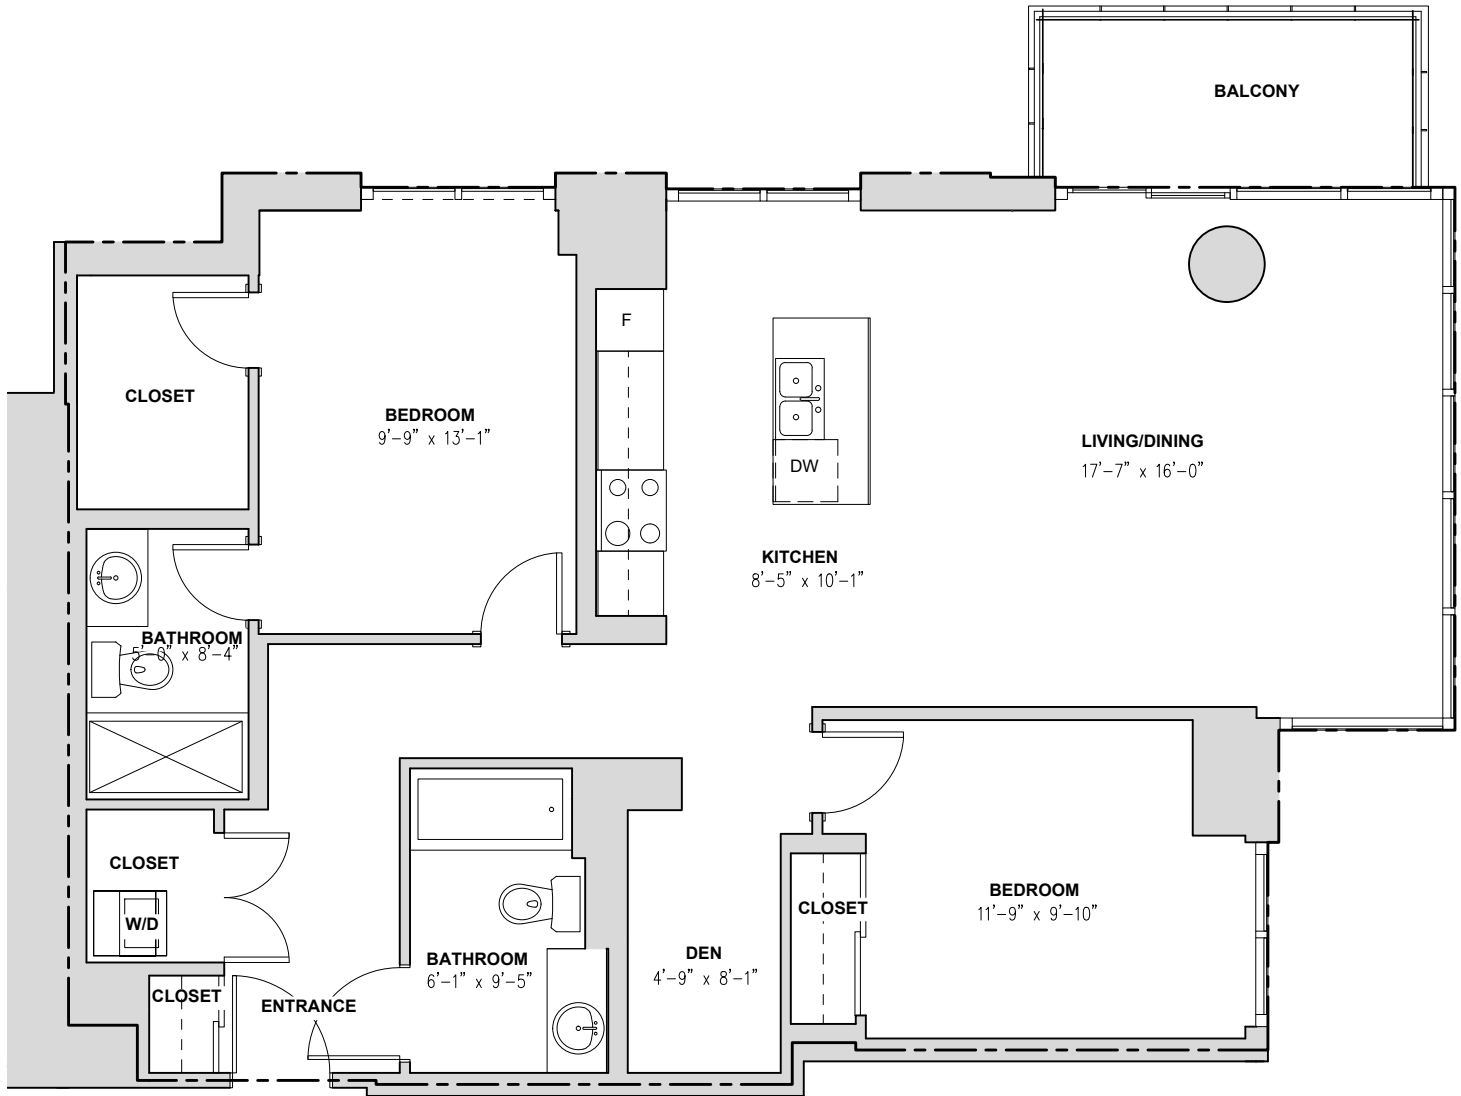 BALCONY
F
CLOSET
BEDROOM
9'-9" x 13'-1"
LIVING/DINING
17'-7" x 16'-0"
DW
KITCHEN
8'-5" x 10'-1"
BATHROOM
5'-0" x 8'-4"
CLOSET
W/D
BEDROOM
11'-9" x 9'-10"
CLOSET
BATHROOM
6'-1" x 9'-5"
DEN
4'-9" x 8'-1"
CLOSET
ENTRANCE